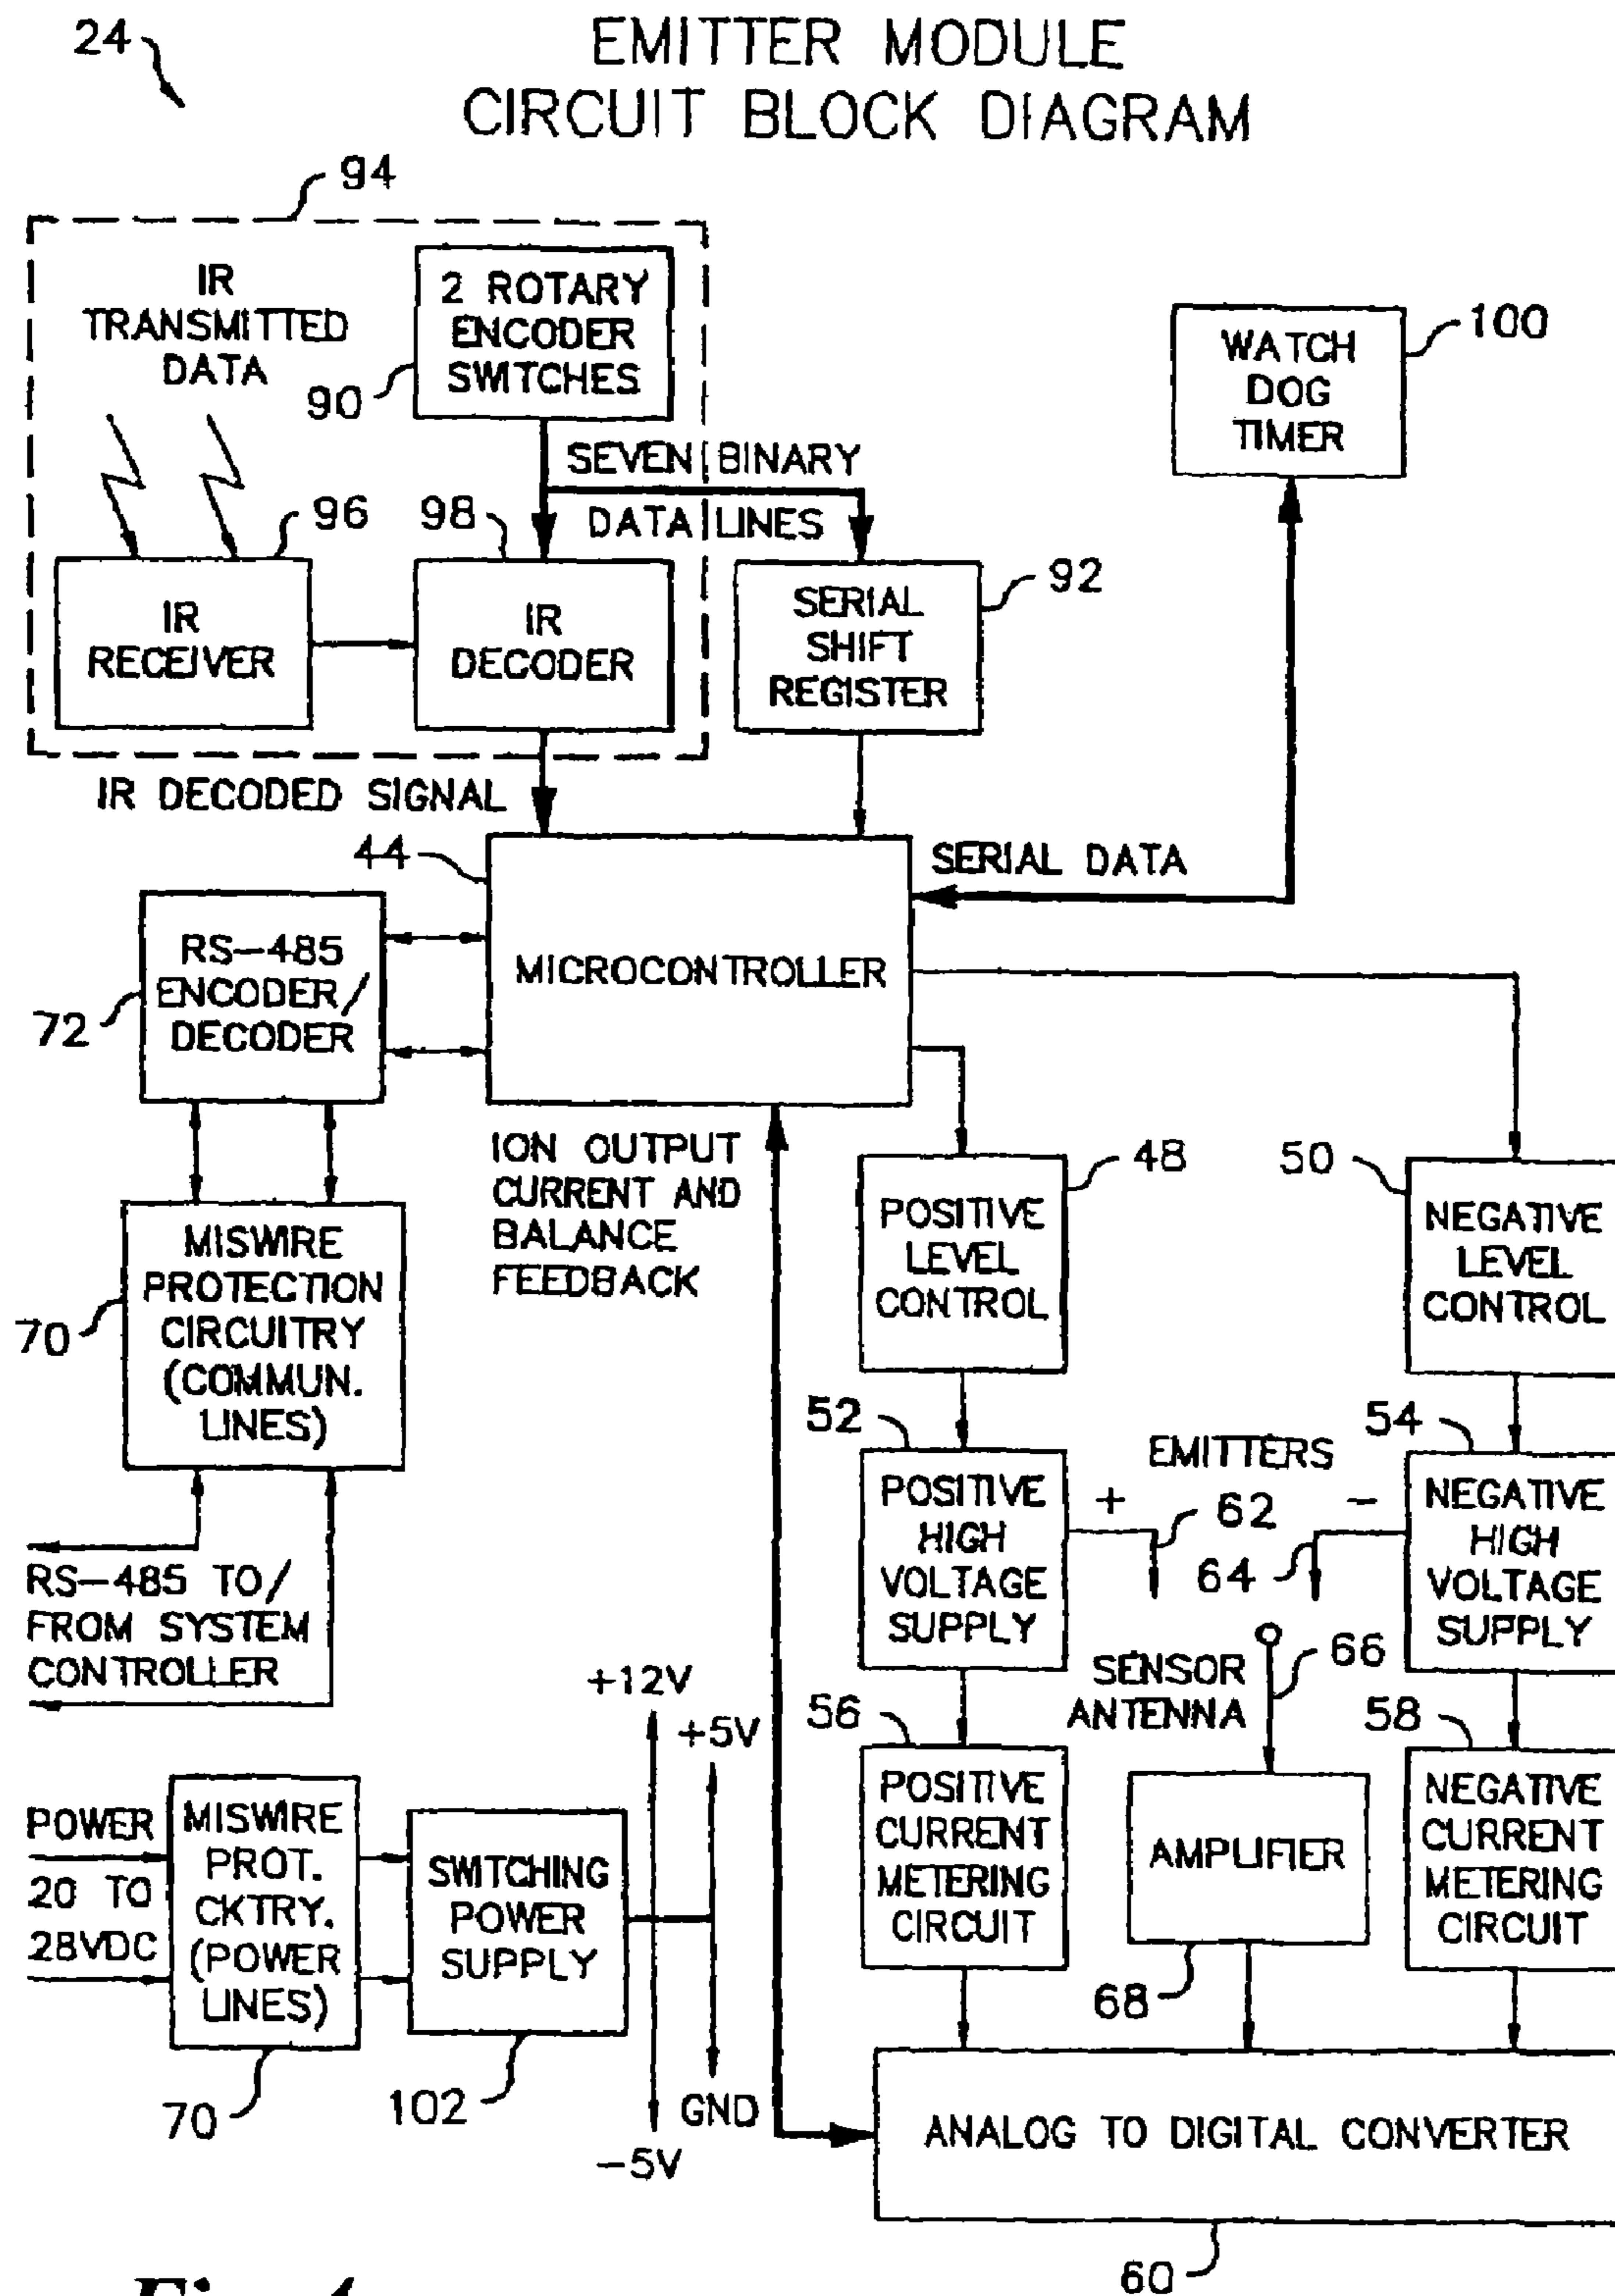 24
EMITTER MODULE
CIRCUIT BLOCK DIAGRAM
94
IR
TRANSMITTED
DATA
2 ROTARY
ENCODER
SWITCHES
90
WATCH
DOG
TIMER
100
SEVEN BINARY
DATA LINES
96
98
IR
RECEIVER
IR
DECODER
SERIAL
SHIFT
REGISTER
92
IR DECODED SIGNAL
44
SERIAL DATA
MICROCONTROLLER
RS-485
ENCODER/
DECODER
72
ION OUTPUT
CURRENT AND
BALANCE
FEEDBACK
MISWIRE
PROTECTION
CIRCUITRY
(COMMUN.
LINES)
70
POSITIVE
LEVEL
CONTROL
48
50
NEGATIVE
LEVEL
CONTROL
52
POSITIVE
HIGH
VOLTAGE
SUPPLY
EMITTERS
+
62
-
64
54
NEGATIVE
HIGH
VOLTAGE
SUPPLY
RS-485 TO/
FROM SYSTEM
CONTROLLER
SENSOR
ANTENNA
66
56
POSITIVE
CURRENT
METERING
CIRCUIT
AMPLIFIER
68
58
NEGATIVE
CURRENT
METERING
CIRCUIT
POWER
20 TO
28VDC
MISWIRE
PROT.
CKTRY.
(POWER
LINES)
70
SWITCHING
POWER
SUPPLY
102
+12V
+5V
GND
-5V
ANALOG TO DIGITAL CONVERTER
60